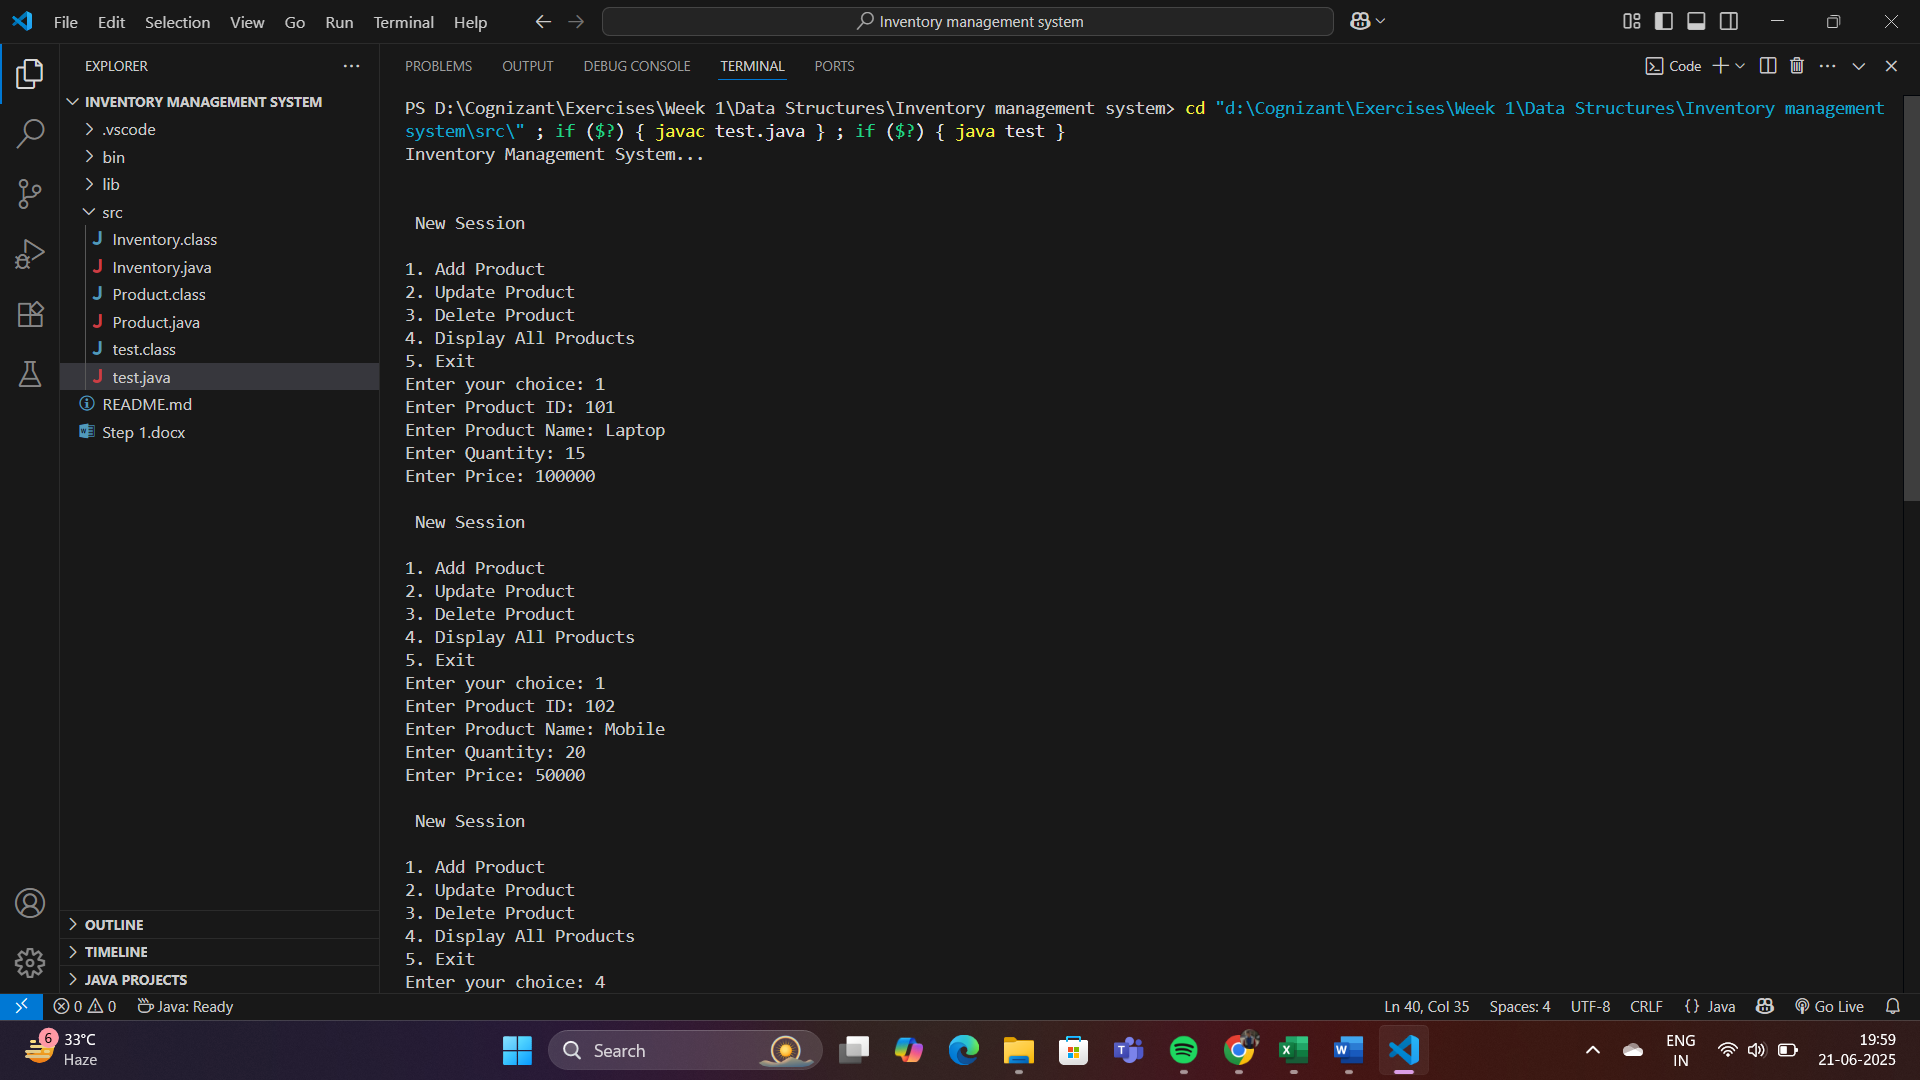 File Edit Selection View Go Run Terminal Help
Inventory management system
EXPLORER
INVENTORY MANAGEMENT SYSTEM
.vscode
bin
lib
src
J Inventory.class
J Inventory.java
J Product.class
J Product.java
J test.class
J test.java
README.md
Step 1.docx
OUTLINE
TIMELINE
JAVA PROJECTS
PROBLEMS OUTPUT DEBUG CONSOLE TERMINAL PORTS
Code
PS D:\Cognizant\Exercises\Week 1\Data Structures\Inventory management system> cd "d:\Cognizant\Exercises\Week 1\Data Structures\Inventory management
system\src\" ; if ($?) { javac test.java } ; if ($?) { java test }
Inventory Management System...
New Session
1. Add Product
2. Update Product
3. Delete Product
4. Display All Products
5. Exit
Enter your choice: 1
Enter Product ID: 101
Enter Product Name: Laptop
Enter Quantity: 15
Enter Price: 100000
New Session
1. Add Product
2. Update Product
3. Delete Product
4. Display All Products
5. Exit
Enter your choice: 1
Enter Product ID: 102
Enter Product Name: Mobile
Enter Quantity: 20
Enter Price: 50000
New Session
1. Add Product
2. Update Product
3. Delete Product
4. Display All Products
5. Exit
Enter your choice: 4
0 0 Java: Ready
Ln 40, Col 35 Spaces: 4 UTF-8 CRLF {} Java Go Live
6
33°C
Haze
Search
ENG
IN
19:59
21-06-2025